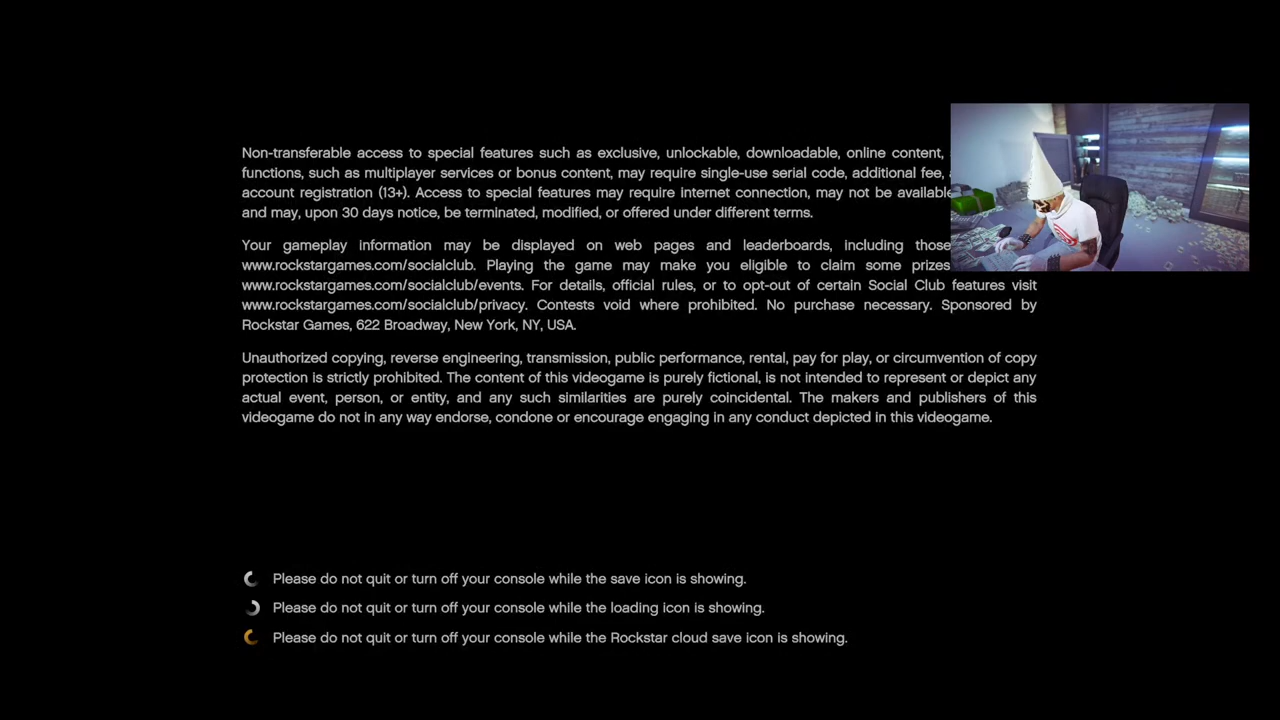 Non-transferable access to special features such as exclusive, unlockable, downloadable, online content,
functions, such as multiplayer services or bonus content, may require single-use serial code, additional fee,
account registration (13+). Access to special features may require internet connection, may not be available
and may, upon 30 days notice, be terminated, modified, or offered under different terms.
Your gameplay information may be displayed on web pages and leaderboards, including those
www.rockstargames.com/socialclub. Playing the game may make you eligible to claim some prizes
www.rockstargames.com/socialclub/events. For details, official rules, or to opt-out of certain Social Club features visit
www.rockstargames.com/socialclub/privacy. Contests void where prohibited. No purchase necessary. Sponsored by
Rockstar Games, 622 Broadway, New York, NY, USA.
Unauthorized copying, reverse engineering, transmission, public performance, rental, pay for play, or circumvention of copy
protection is strictly prohibited. The content of this videogame is purely fictional, is not intended to represent or depict any
actual event, person, or entity, and any such similarities are purely coincidental. The makers and publishers of this
videogame do not in any way endorse, condone or encourage engaging in any conduct depicted in this videogame.
Please do not quit or turn off your console while the save icon is showing.
Please do not quit or turn off your console while the loading icon is showing.
Please do not quit or turn off your console while the Rockstar cloud save icon is showing.